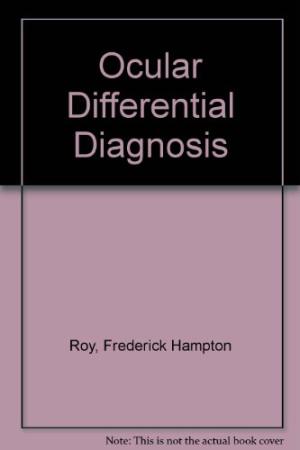 Ocular
Differential
Diagnosis
Roy, Frederick Hampton
Note: This is not the actual book cover